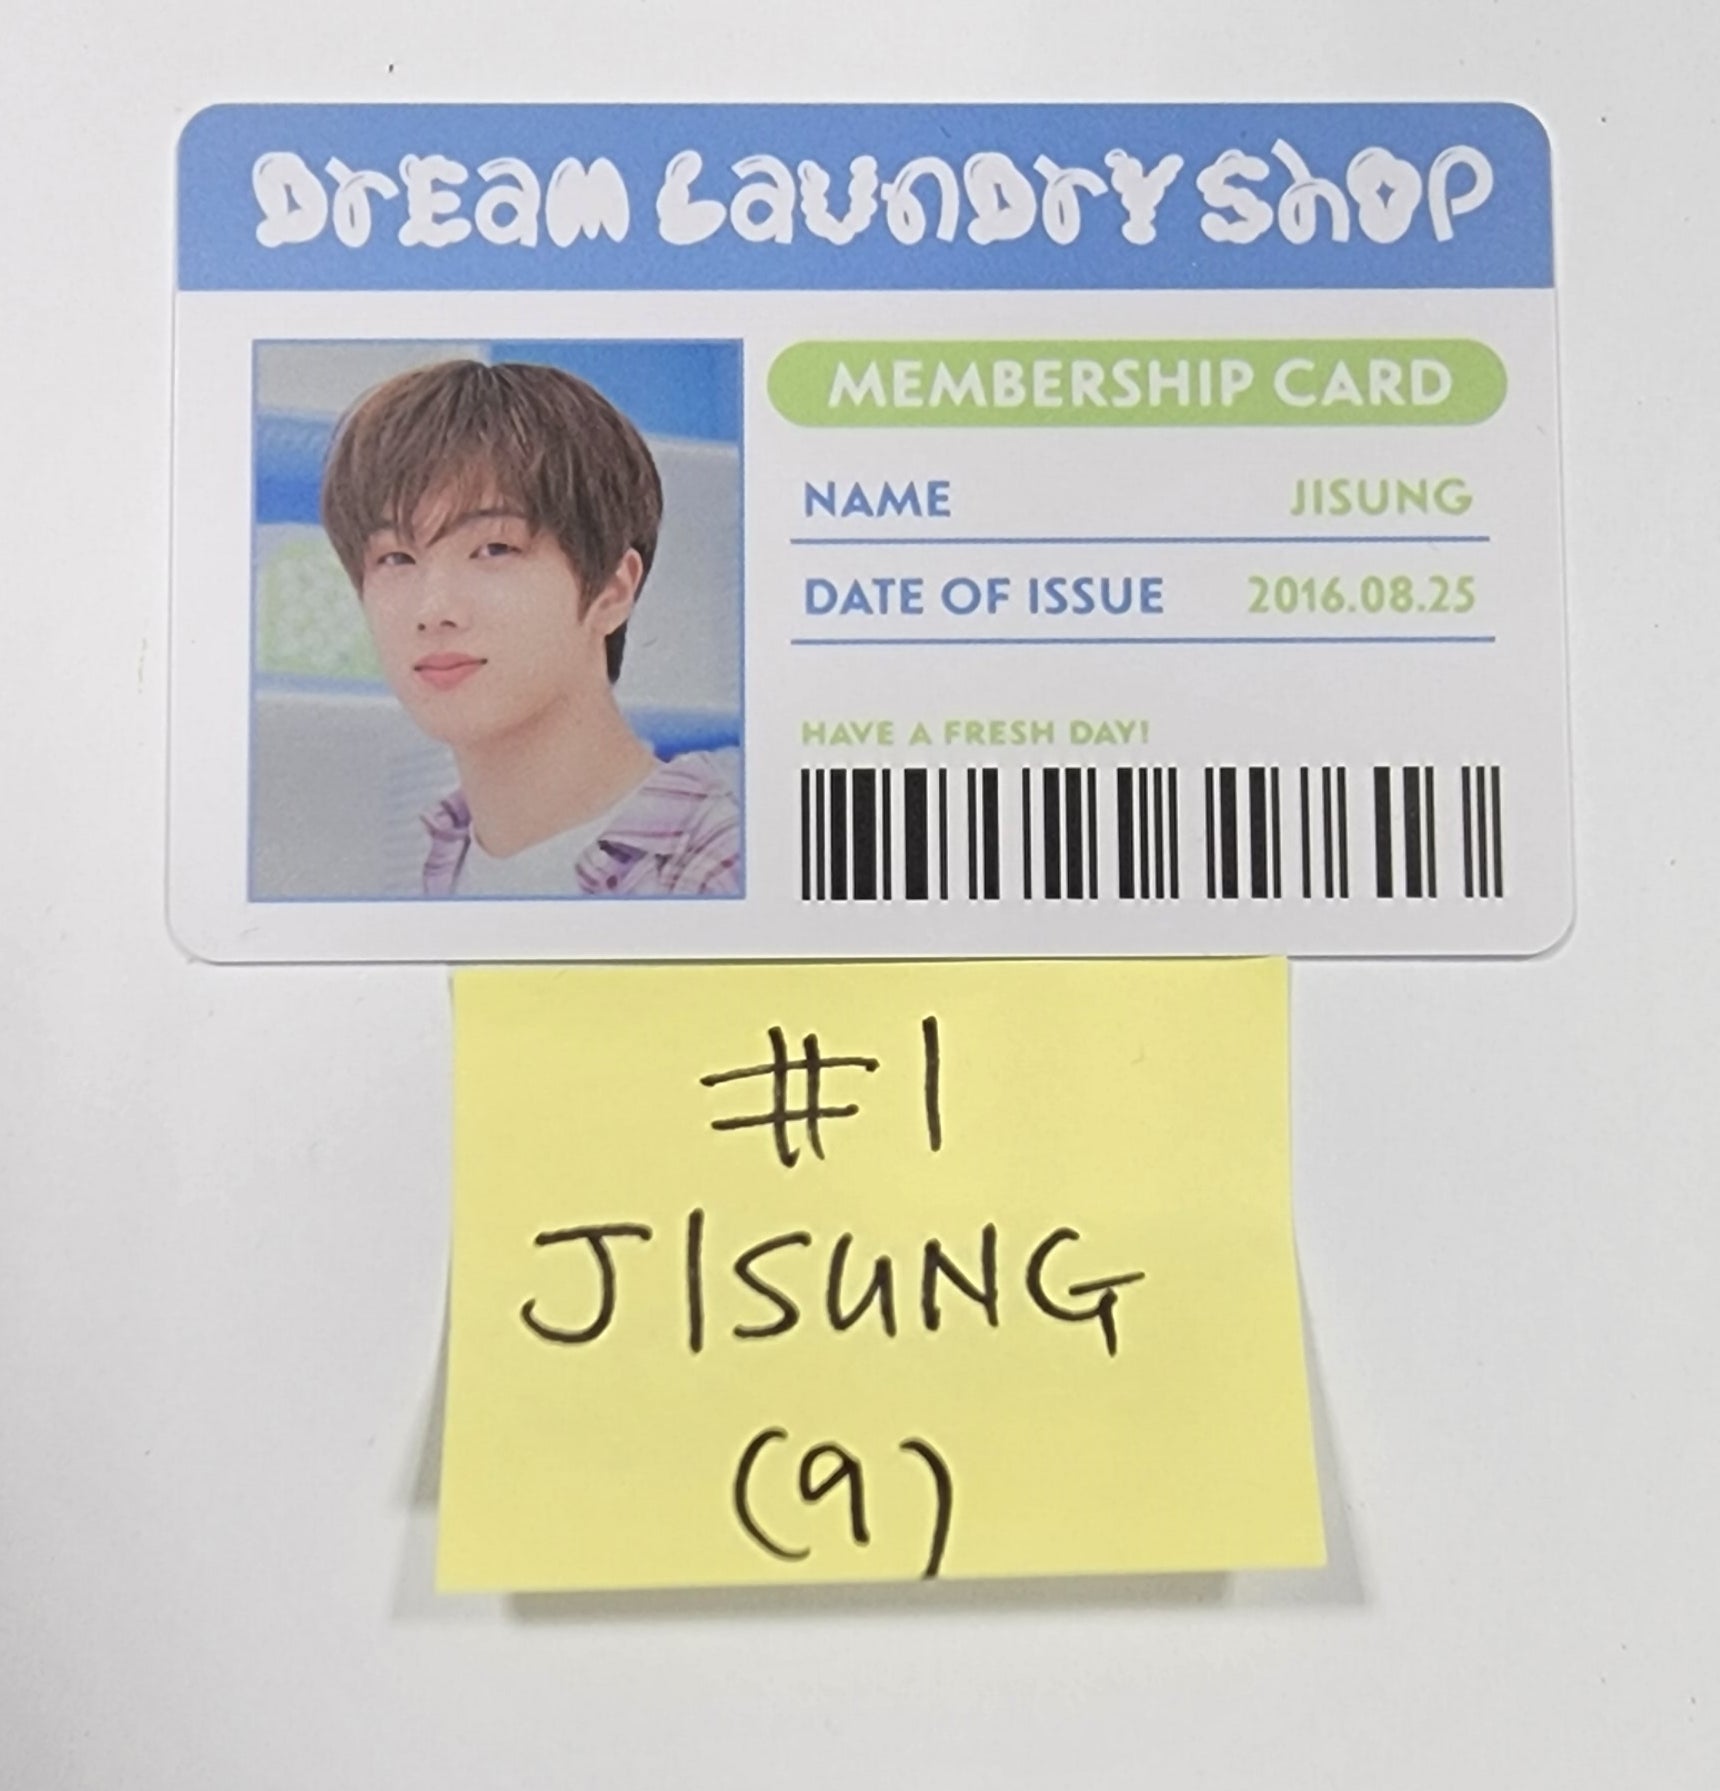 DREAM LAUNDRY SHOP
MEMBERSHIP CARD
NAME JISUNG
DATE OF ISSUE 2016.08.25
HAVE A FRESH DAY!
#1
JISUNG
(9)